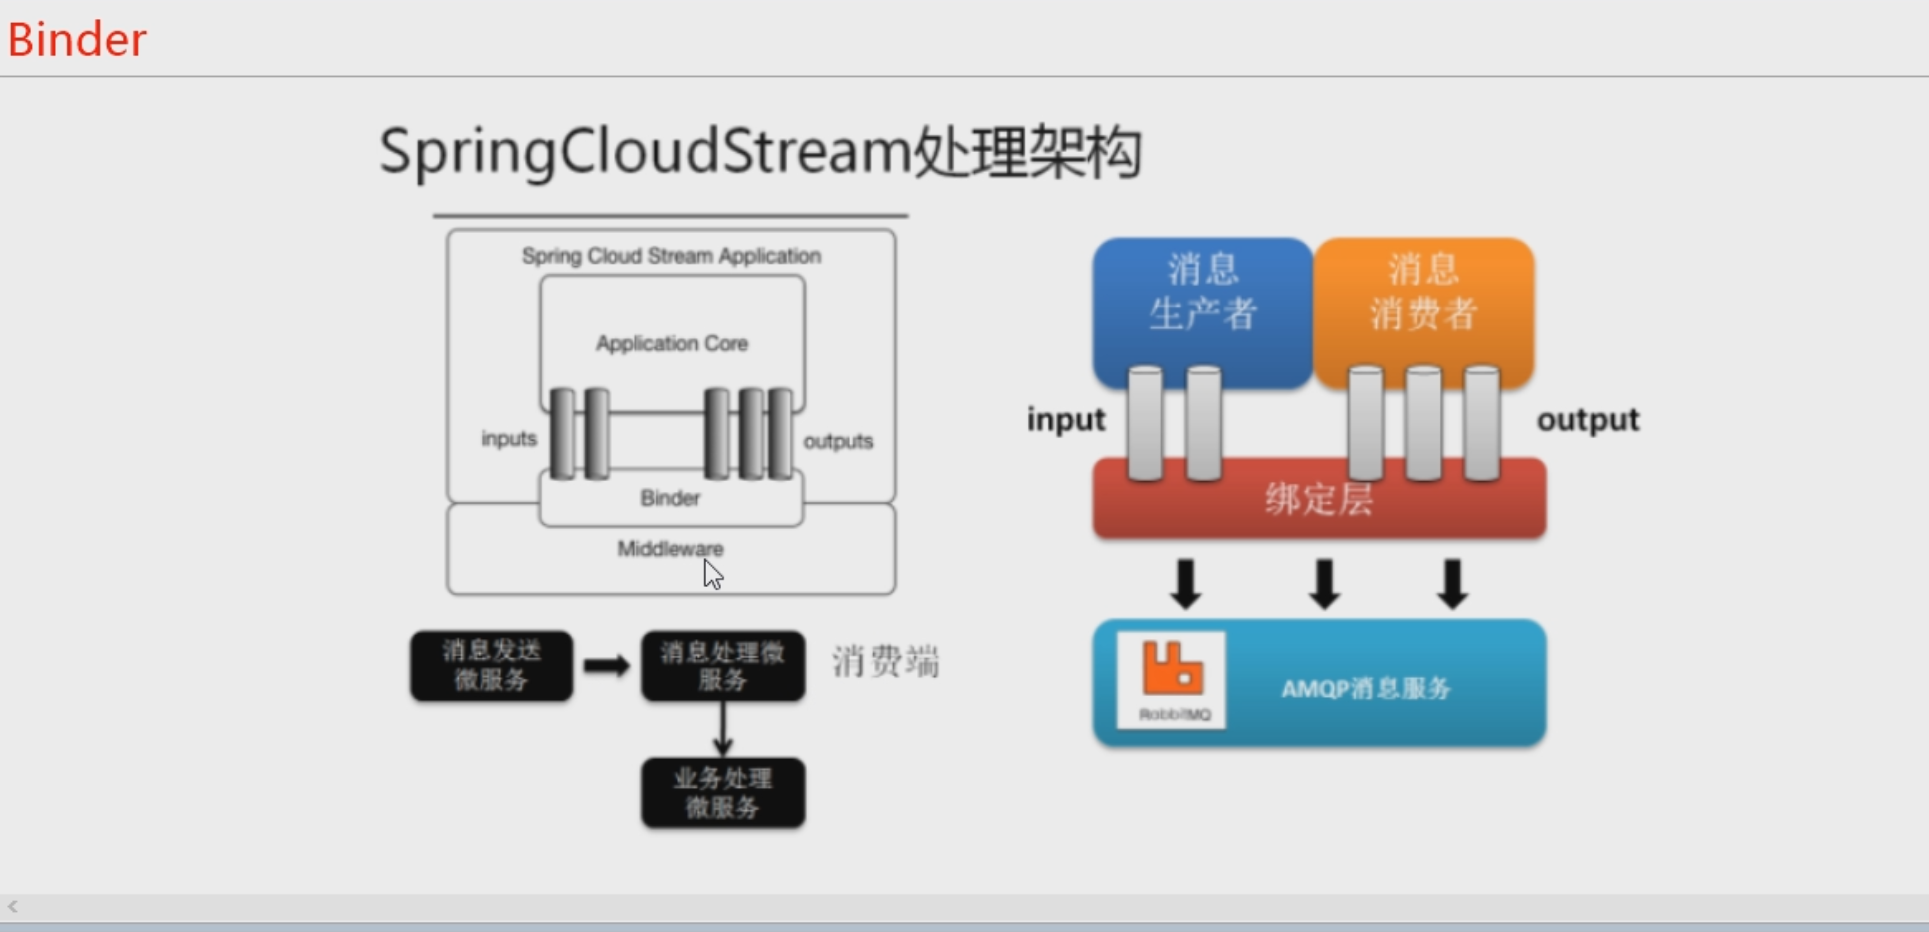 Binder
SpringCloudStream处理架构
Spring Cloud Stream Application
Application Core
inputs
outputs
Binder
Middleware
消息发送
微服务
消息处理微
服务
消费端
业务处理
微服务
消息
生产者
消息
消费者
input
output
绑定层
RabbitMQ
AMQP消息服务